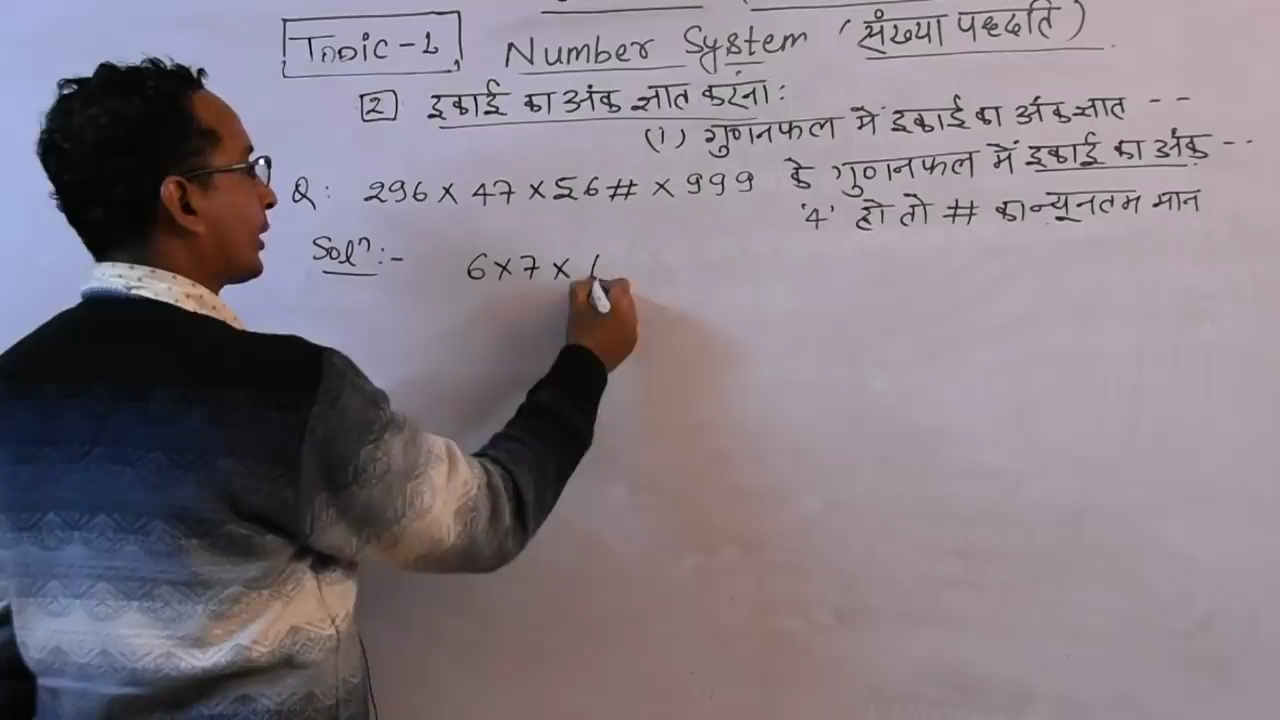 Topic-1 Number System (संख्या पद्धति)
2 इकाई का अंक ज्ञात करना:
(i) गुणनफल में इकाई का अंक ज्ञात --
Q: 296 × 47 × 56# × 999 के गुणनफल में इकाई का अंक --
'4' हो तो # का न्यूनतम मान
Solⁿ:- 6×7×